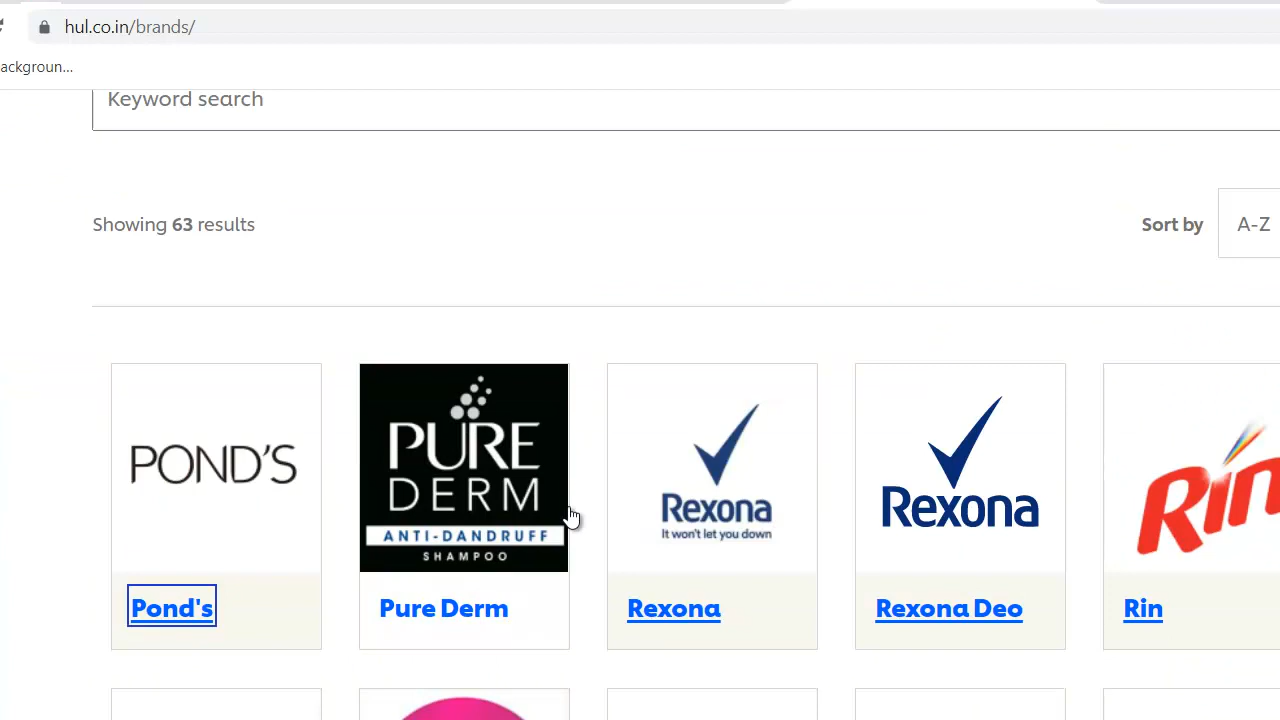 hul.co.in/brands/
ackgroun...
Keyword search
Showing 63 results
Sort by
A-Z
POND'S
PURE
DERM
ANTI-DANDRUFF
SHAMPOO
Rexona
It won't let you down
Rexona
Rin
Pond's
Pure Derm
Rexona
Rexona Deo
Rin